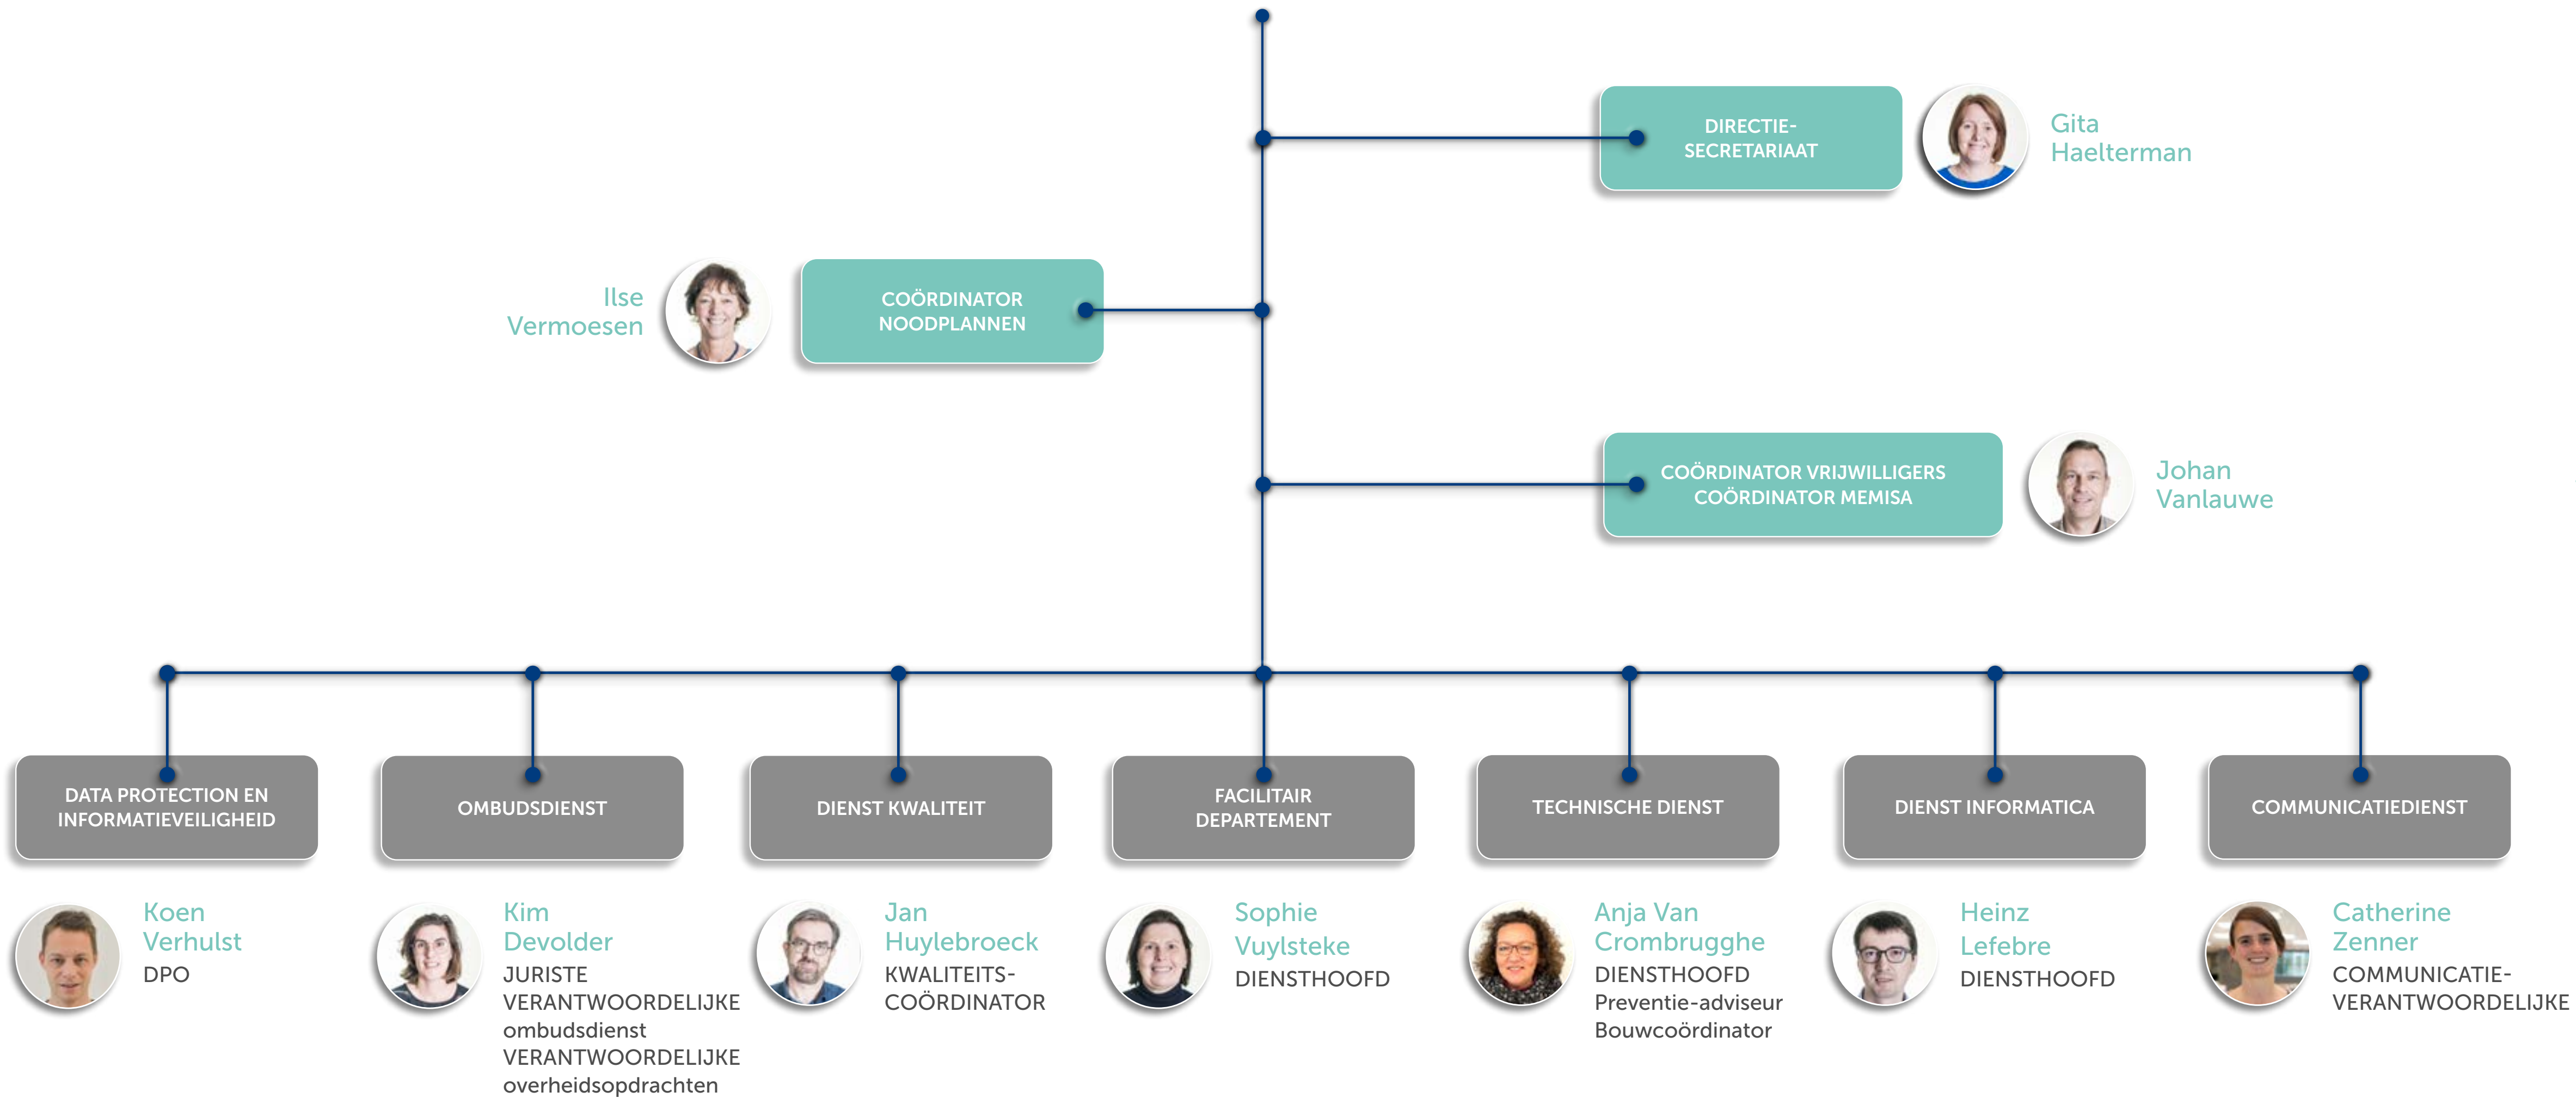 DIRECTIE-
SECRETARIAAT
Gita
Haelterman
Ilse
Vermoesen
COÖRDINATOR
NOODPLANNEN
COÖRDINATOR VRIJWILLIGERS
COÖRDINATOR MEMISA
Johan
Vanlauwe
DATA PROTECTION EN
INFORMATIEVEILIGHEID
OMBUDSDIENST
DIENST KWALITEIT
FACILITAIR
DEPARTEMENT
TECHNISCHE DIENST
DIENST INFORMATICA
COMMUNICATIEDIENST
Koen
Verhulst
DPO
Kim
Devolder
JURISTE
VERANTWOORDELIJKE
ombudsdienst
VERANTWOORDELIJKE
overheidsopdrachten
Jan
Huylebroeck
KWALITEITS-
COÖRDINATOR
Sophie
Vuylsteke
DIENSTHOOFD
Anja Van
Crombrugghe
DIENSTHOOFD
Preventie-adviseur
Bouwcoördinator
Heinz
Lefebre
DIENSTHOOFD
Catherine
Zenner
COMMUNICATIE-
VERANTWOORDELIJKE